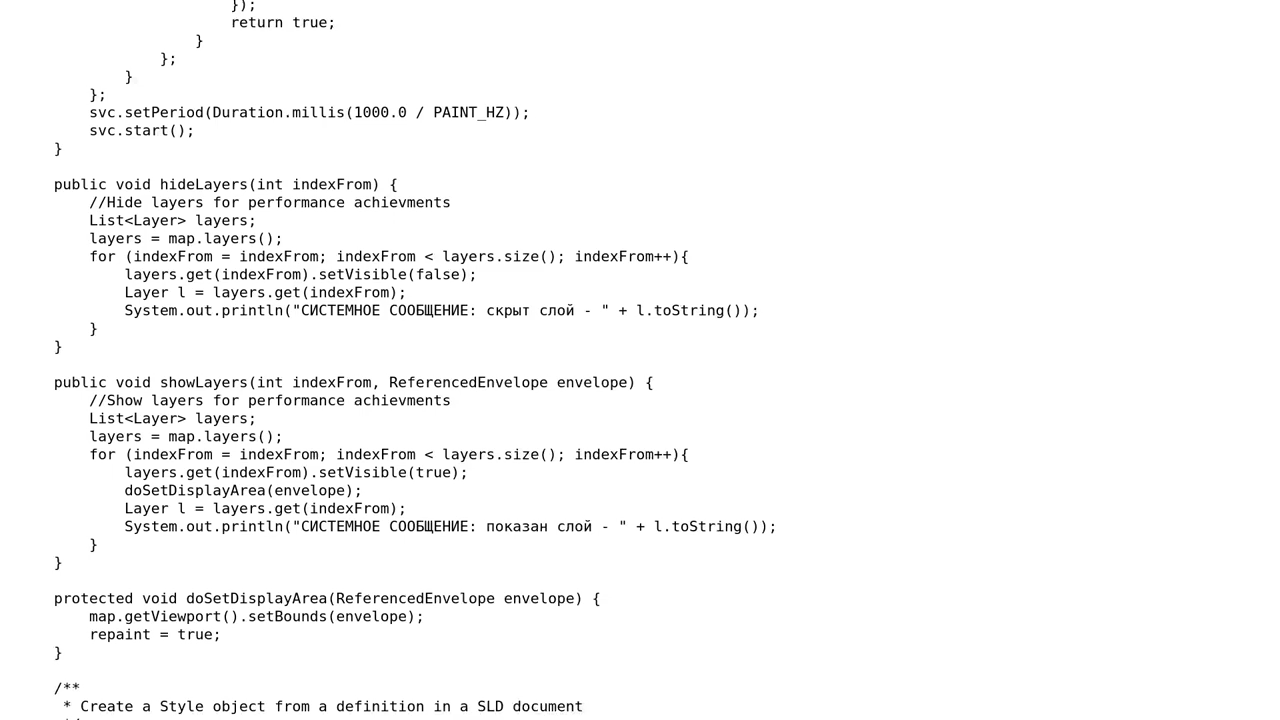 });
return true;
}
};
}
};
svc.setPeriod(Duration.millis(1000.0 / PAINT_HZ));
svc.start();
}
public void hideLayers(int indexFrom) {
//Hide layers for performance achievments
List<Layer> layers;
layers = map.layers();
for (indexFrom = indexFrom; indexFrom < layers.size(); indexFrom++){
layers.get(indexFrom).setVisible(false);
Layer l = layers.get(indexFrom);
System.out.println("СИСТЕМНОЕ СООБЩЕНИЕ: скрыт слой - " + l.toString());
}
}
public void showLayers(int indexFrom, ReferencedEnvelope envelope) {
//Show layers for performance achievments
List<Layer> layers;
layers = map.layers();
for (indexFrom = indexFrom; indexFrom < layers.size(); indexFrom++){
layers.get(indexFrom).setVisible(true);
doSetDisplayArea(envelope);
Layer l = layers.get(indexFrom);
System.out.println("СИСТЕМНОЕ СООБЩЕНИЕ: показан слой - " + l.toString());
}
}
protected void doSetDisplayArea(ReferencedEnvelope envelope) {
map.getViewport().setBounds(envelope);
repaint = true;
}
/**
* Create a Style object from a definition in a SLD document